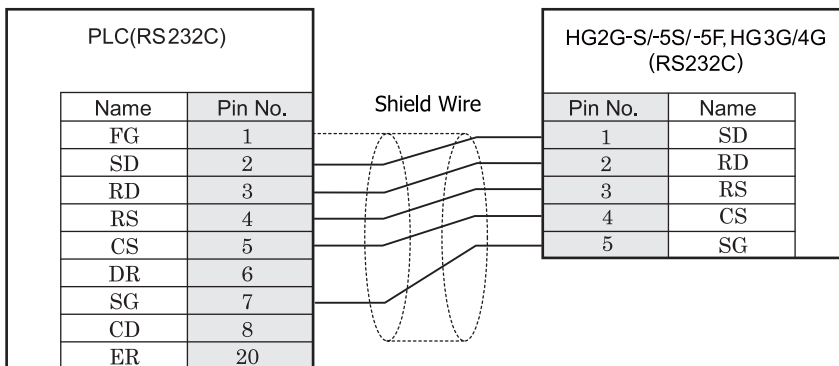 PLC(RS232C)
Name Pin No.
FG 1
SD 2
RD 3
RS 4
CS 5
DR 6
SG 7
CD 8
ER 20
Shield Wire
HG2G-S/-5S/-5F, HG3G/4G
(RS232C)
Pin No. Name
1 SD
2 RD
3 RS
4 CS
5 SG